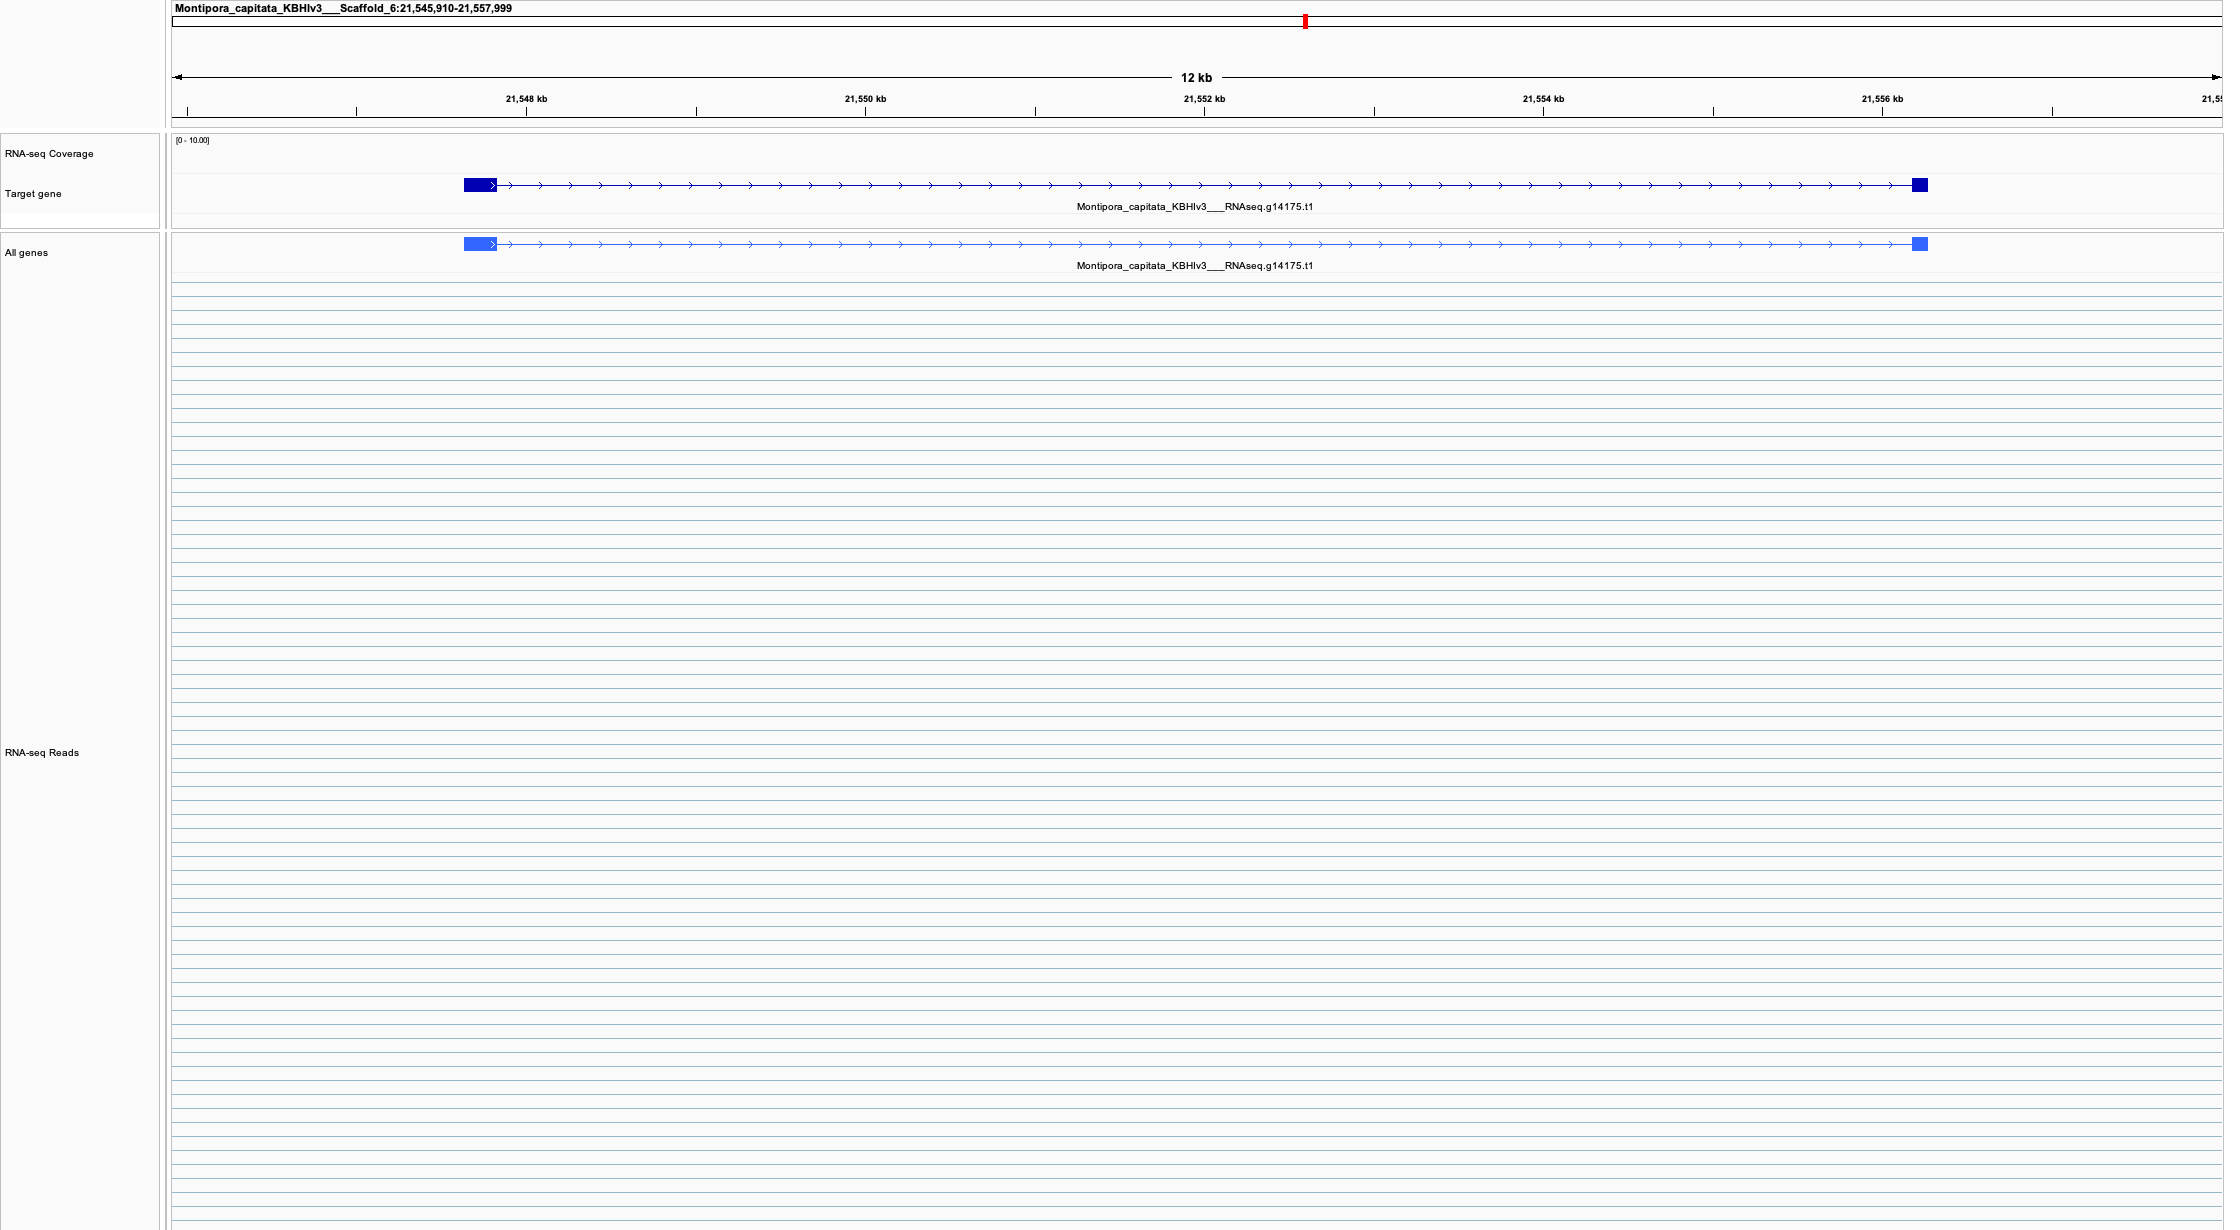 Montipora_capitata_KBHIv3___Scaffold_6:21,545,910-21,557,999
12 kb
21,548 kb 21,550 kb 21,552 kb 21,554 kb 21,556 kb 21,55
[0 - 10.00]
RNA-seq Coverage
Target gene
Montipora_capitata_KBHIv3___RNAseq.g14175.t1
All genes
Montipora_capitata_KBHIv3___RNAseq.g14175.t1
RNA-seq Reads